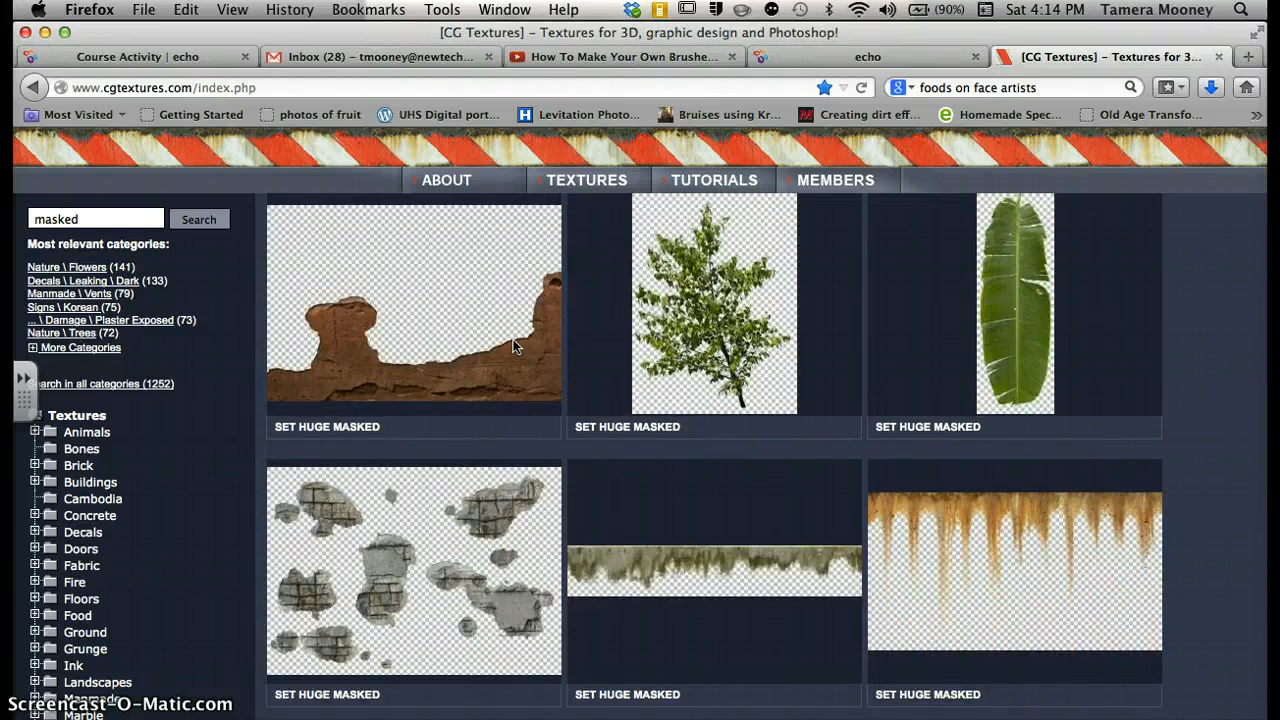 Firefox File Edit View History Bookmarks Tools Window Help (90%) Sat 4:14 PM Tamera Mooney
[CG Textures] - Textures for 3D, graphic design and Photoshop!
Course Activity | echo Inbox (28) - tmooney@newtech... How To Make Your Own Brushe... echo [CG Textures] - Textures for 3...
www.cgtextures.com/index.php foods on face artists
Most Visited Getting Started photos of fruit UHS Digital port... Levitation Photo... Bruises using Kr... Creating dirt eff... Homemade Spec... Old Age Transfo...
ABOUT TEXTURES TUTORIALS MEMBERS
masked Search
Most relevant categories:
Nature \ Flowers (141)
Decals \ Leaking \ Dark (133)
Manmade \ Vents (79)
Signs \ Korean (75)
... \ Damage \ Plaster Exposed (73)
Nature \ Trees (72)
More Categories
Search in all categories (1252)
Textures
Animals
Bones
Brick
Buildings
Cambodia
Concrete
Decals
Doors
Fabric
Fire
Floors
Food
Ground
Grunge
Ink
Landscapes
Marble
SET HUGE MASKED SET HUGE MASKED SET HUGE MASKED
SET HUGE MASKED SET HUGE MASKED SET HUGE MASKED
Screencast-O-Matic.com